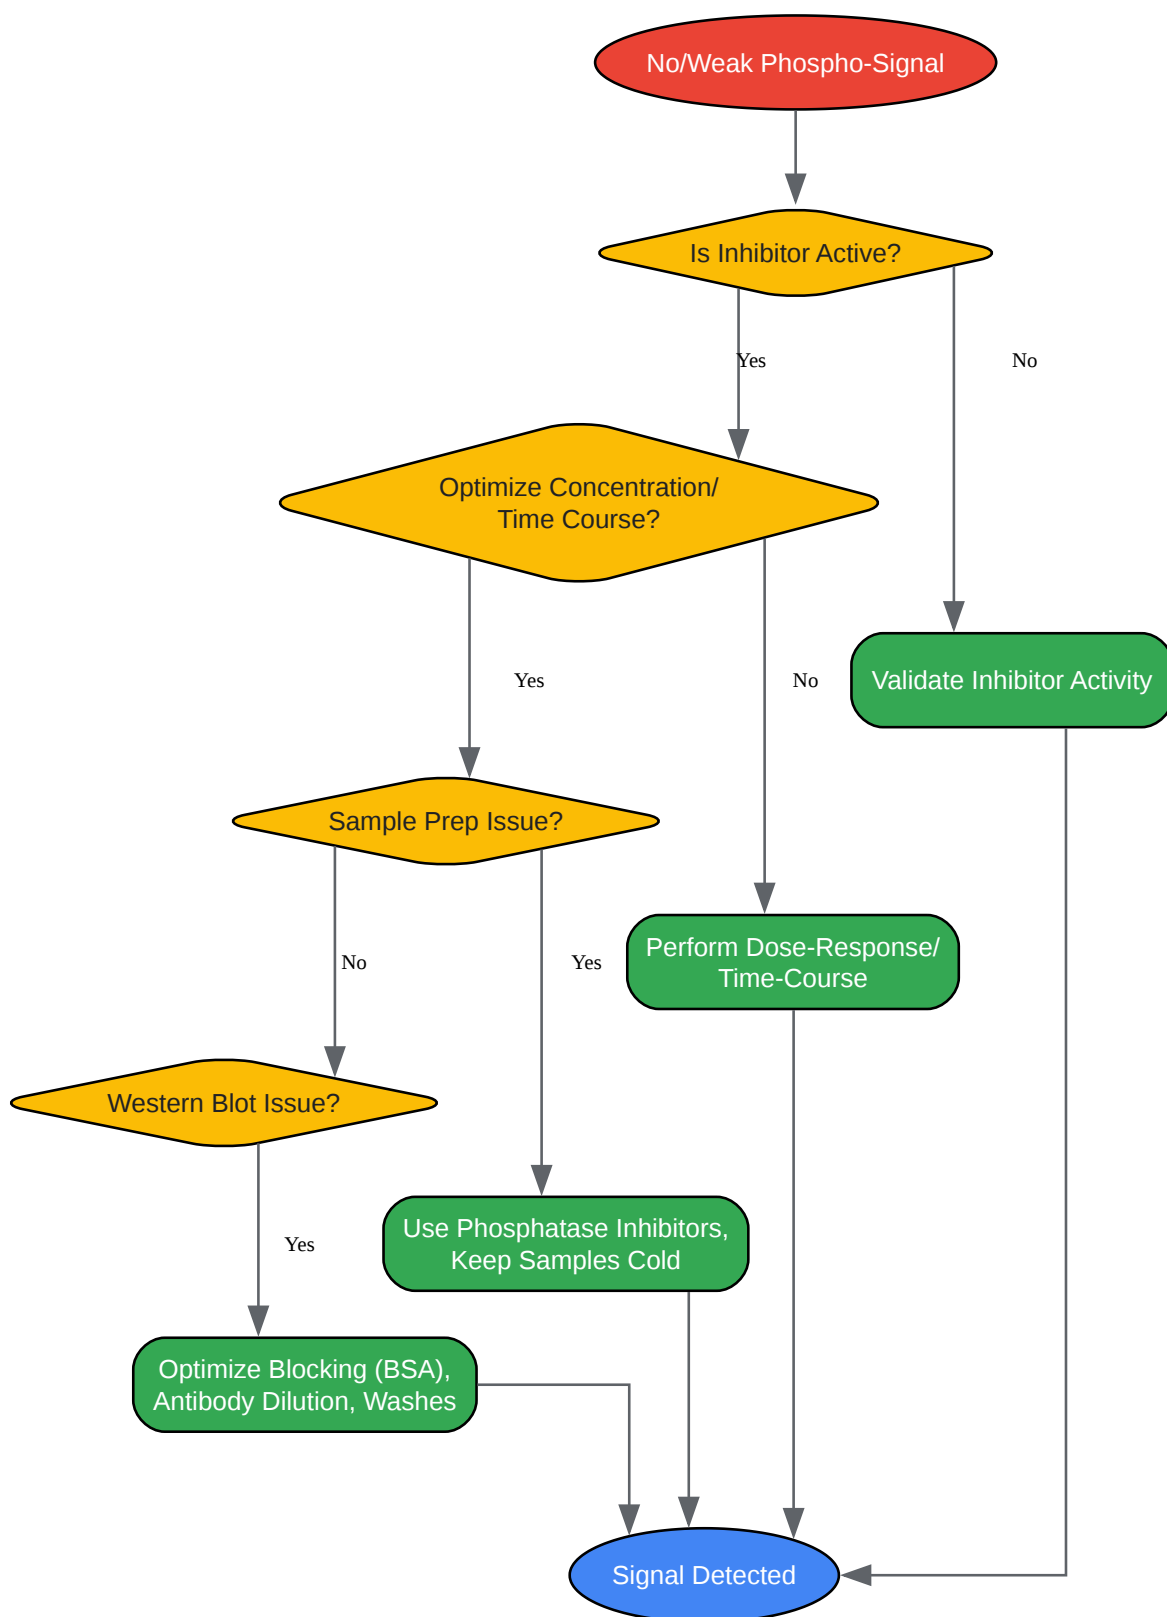 No/Weak Phospho-Signal
Is Inhibitor Active?
Yes
No
Optimize Concentration/
Time Course?
Yes
No
Validate Inhibitor Activity
Sample Prep Issue?
No
Yes
Perform Dose-Response/
Time-Course
Western Blot Issue?
Yes
Use Phosphatase Inhibitors,
Keep Samples Cold
Optimize Blocking (BSA),
Antibody Dilution, Washes
Signal Detected